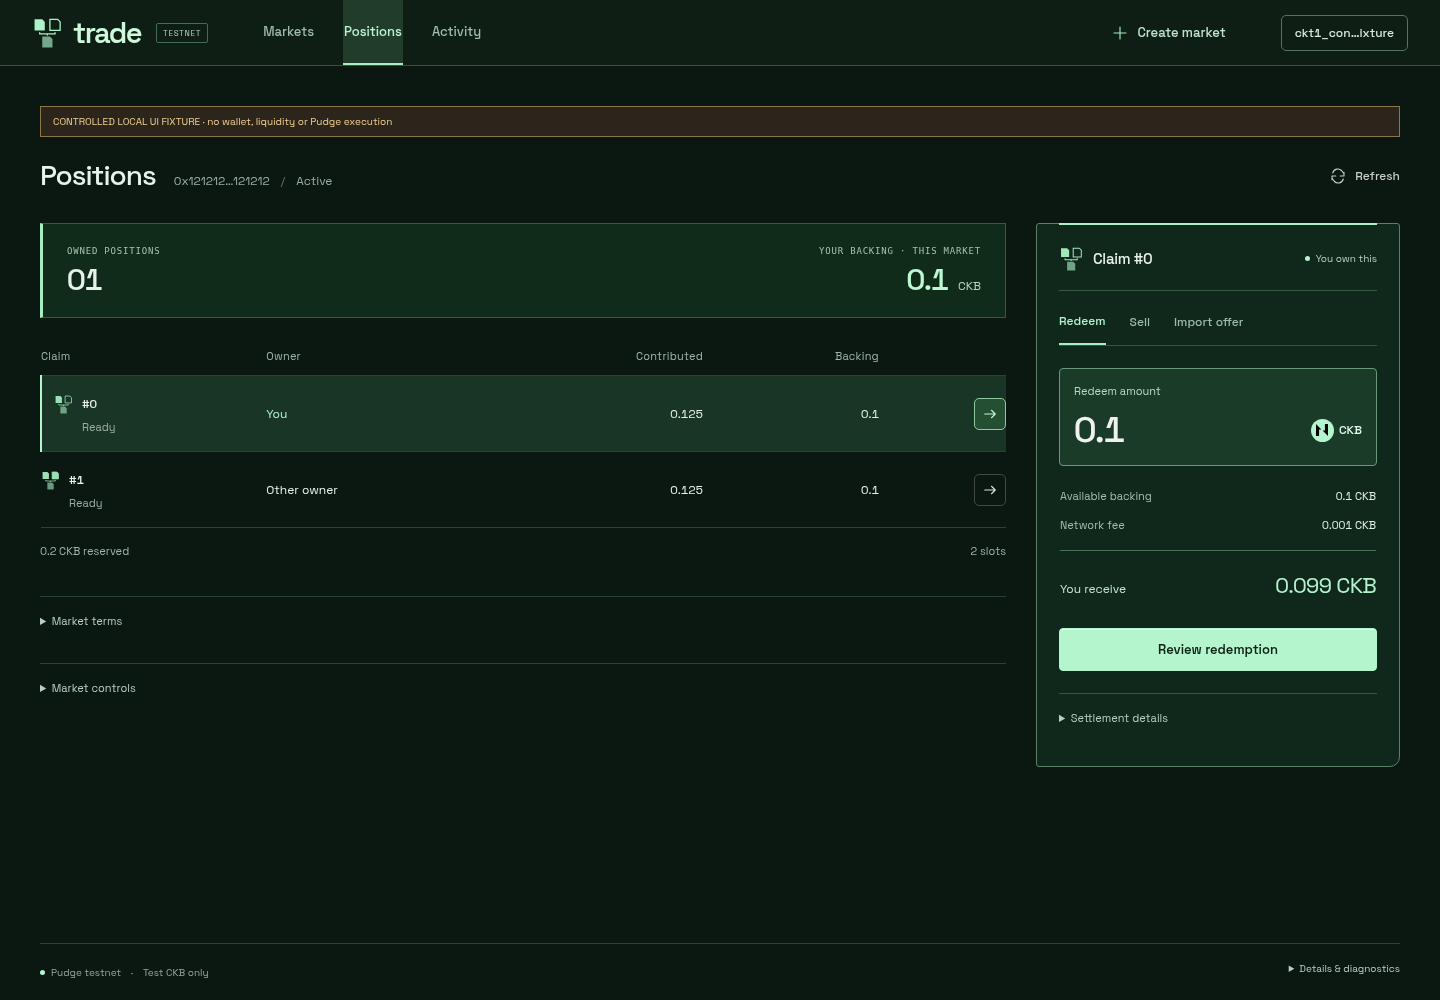 trade TESTNET Markets Positions Activity Create market ckt1_con…ixture
CONTROLLED LOCAL UI FIXTURE · no wallet, liquidity or Pudge execution
Positions 0x121212…121212 / Active Refresh
OWNED POSITIONS YOUR BACKING · THIS MARKET
01 0.1 CKB
Claim Owner Contributed Backing
#0 You 0.125 0.1
Ready
#1 Other owner 0.125 0.1
Ready
0.2 CKB reserved 2 slots
Market terms
Market controls
Claim #0 You own this
Redeem Sell Import offer
Redeem amount
0.1 CKB
Available backing 0.1 CKB
Network fee 0.001 CKB
You receive 0.099 CKB
Review redemption
Settlement details
Pudge testnet · Test CKB only Details & diagnostics